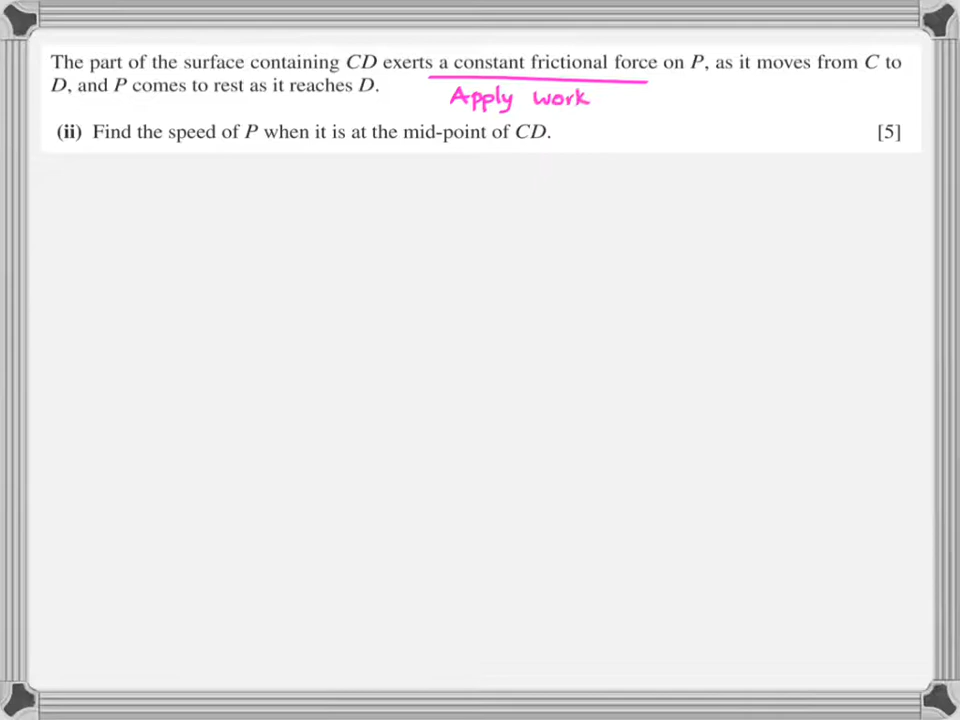 The part of the surface containing CD exerts a constant frictional force on P, as it moves from C to
D, and P comes to rest as it reaches D.
Apply work
(ii) Find the speed of P when it is at the mid-point of CD. [5]